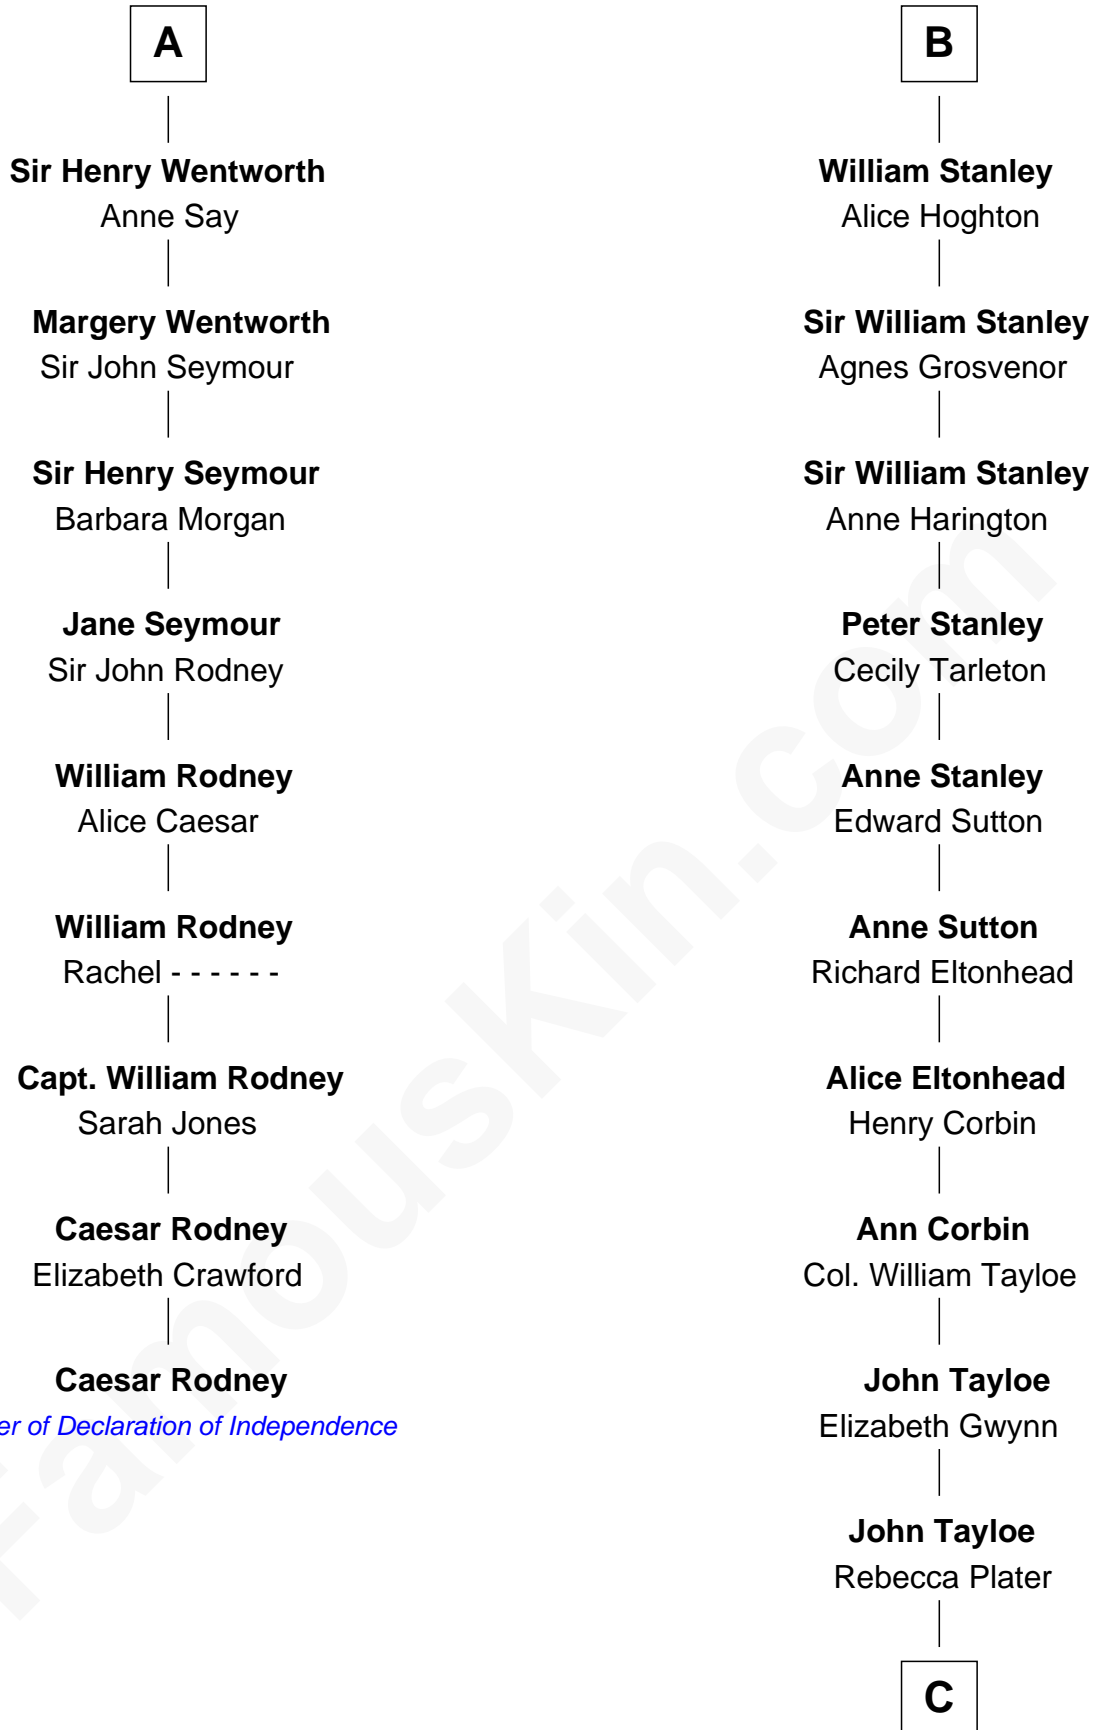 A
Sir Henry Wentworth
Anne Say
Margery Wentworth
Sir John Seymour
Sir Henry Seymour
Barbara Morgan
Jane Seymour
Sir John Rodney
William Rodney
Alice Caesar
William Rodney
Rachel - - - - - -
Capt. William Rodney
Sarah Jones
Caesar Rodney
Elizabeth Crawford
Caesar Rodney
er of Declaration of Independence
B
William Stanley
Alice Hoghton
Sir William Stanley
Agnes Grosvenor
Sir William Stanley
Anne Harington
Peter Stanley
Cecily Tarleton
Anne Stanley
Edward Sutton
Anne Sutton
Richard Eltonhead
Alice Eltonhead
Henry Corbin
Ann Corbin
Col. William Tayloe
John Tayloe
Elizabeth Gwynn
John Tayloe
Rebecca Plater
C
FamousKin.com